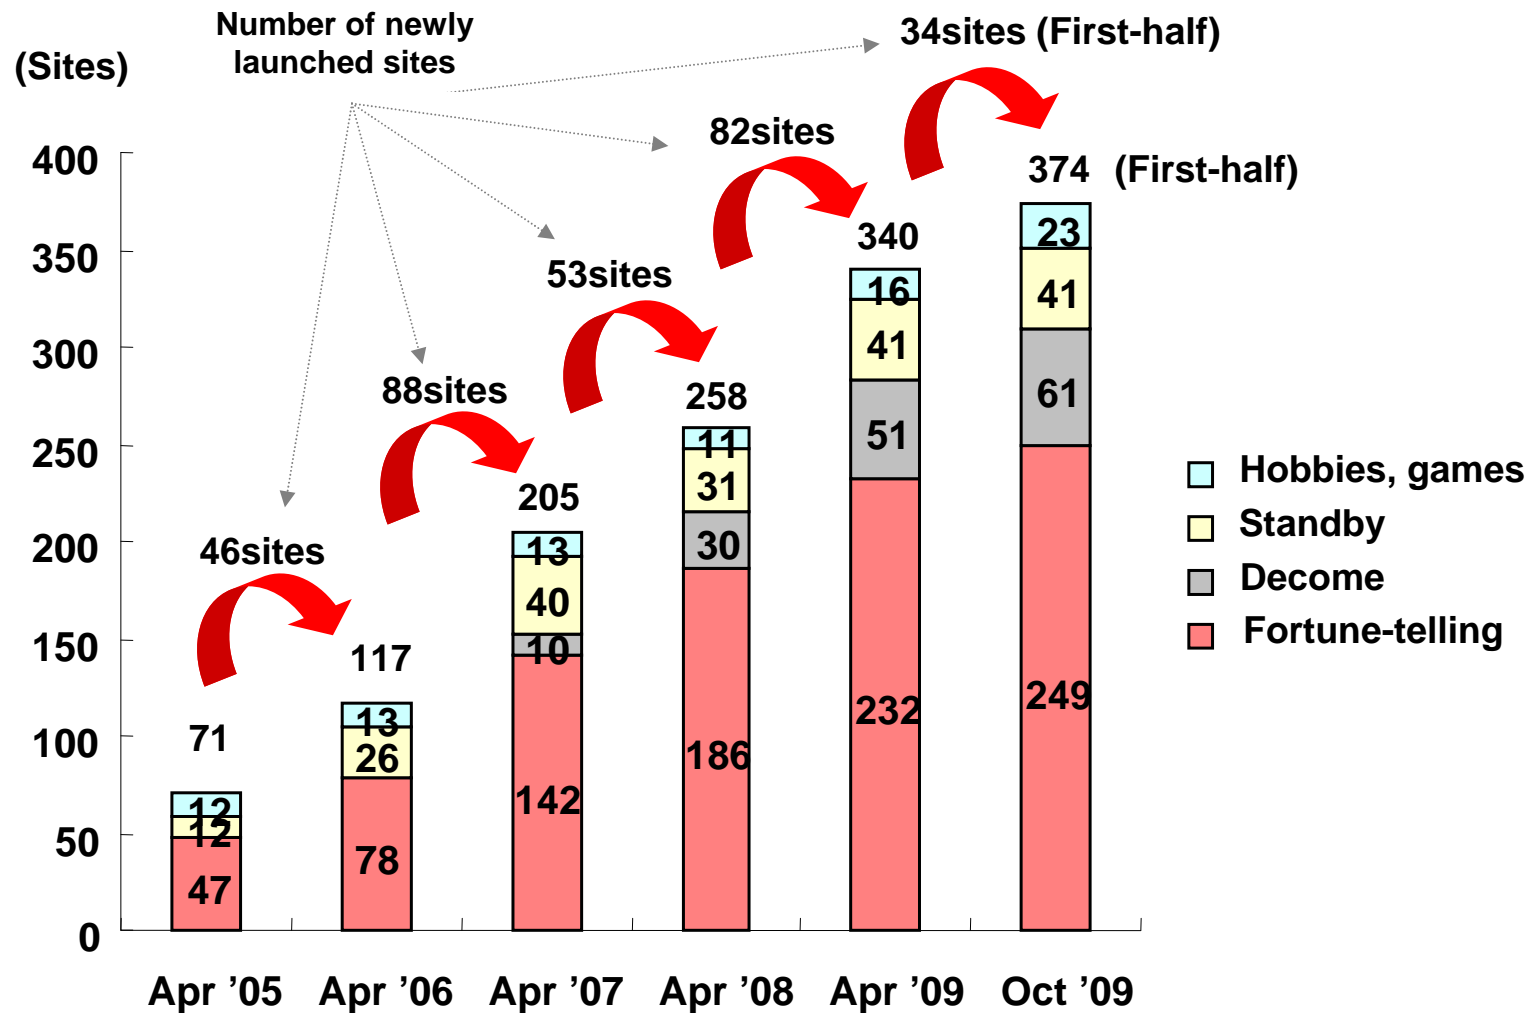 Number of newly
launched sites
34sites (First-half)
(Sites)
82sites
400
374 (First-half)
350
340
23
53sites
16
41
300
41
88sites
258
61
51
250
11
31
205
200
46sites
13
30
40
150
117
10
249
232
100
71
13
26
186
142
50
12
12
78
47
0
Apr ’05
Apr ’06
Apr ’07
Apr ’08
Apr ’09
Oct ’09
Hobbies, games
Standby
Decome
Fortune-telling